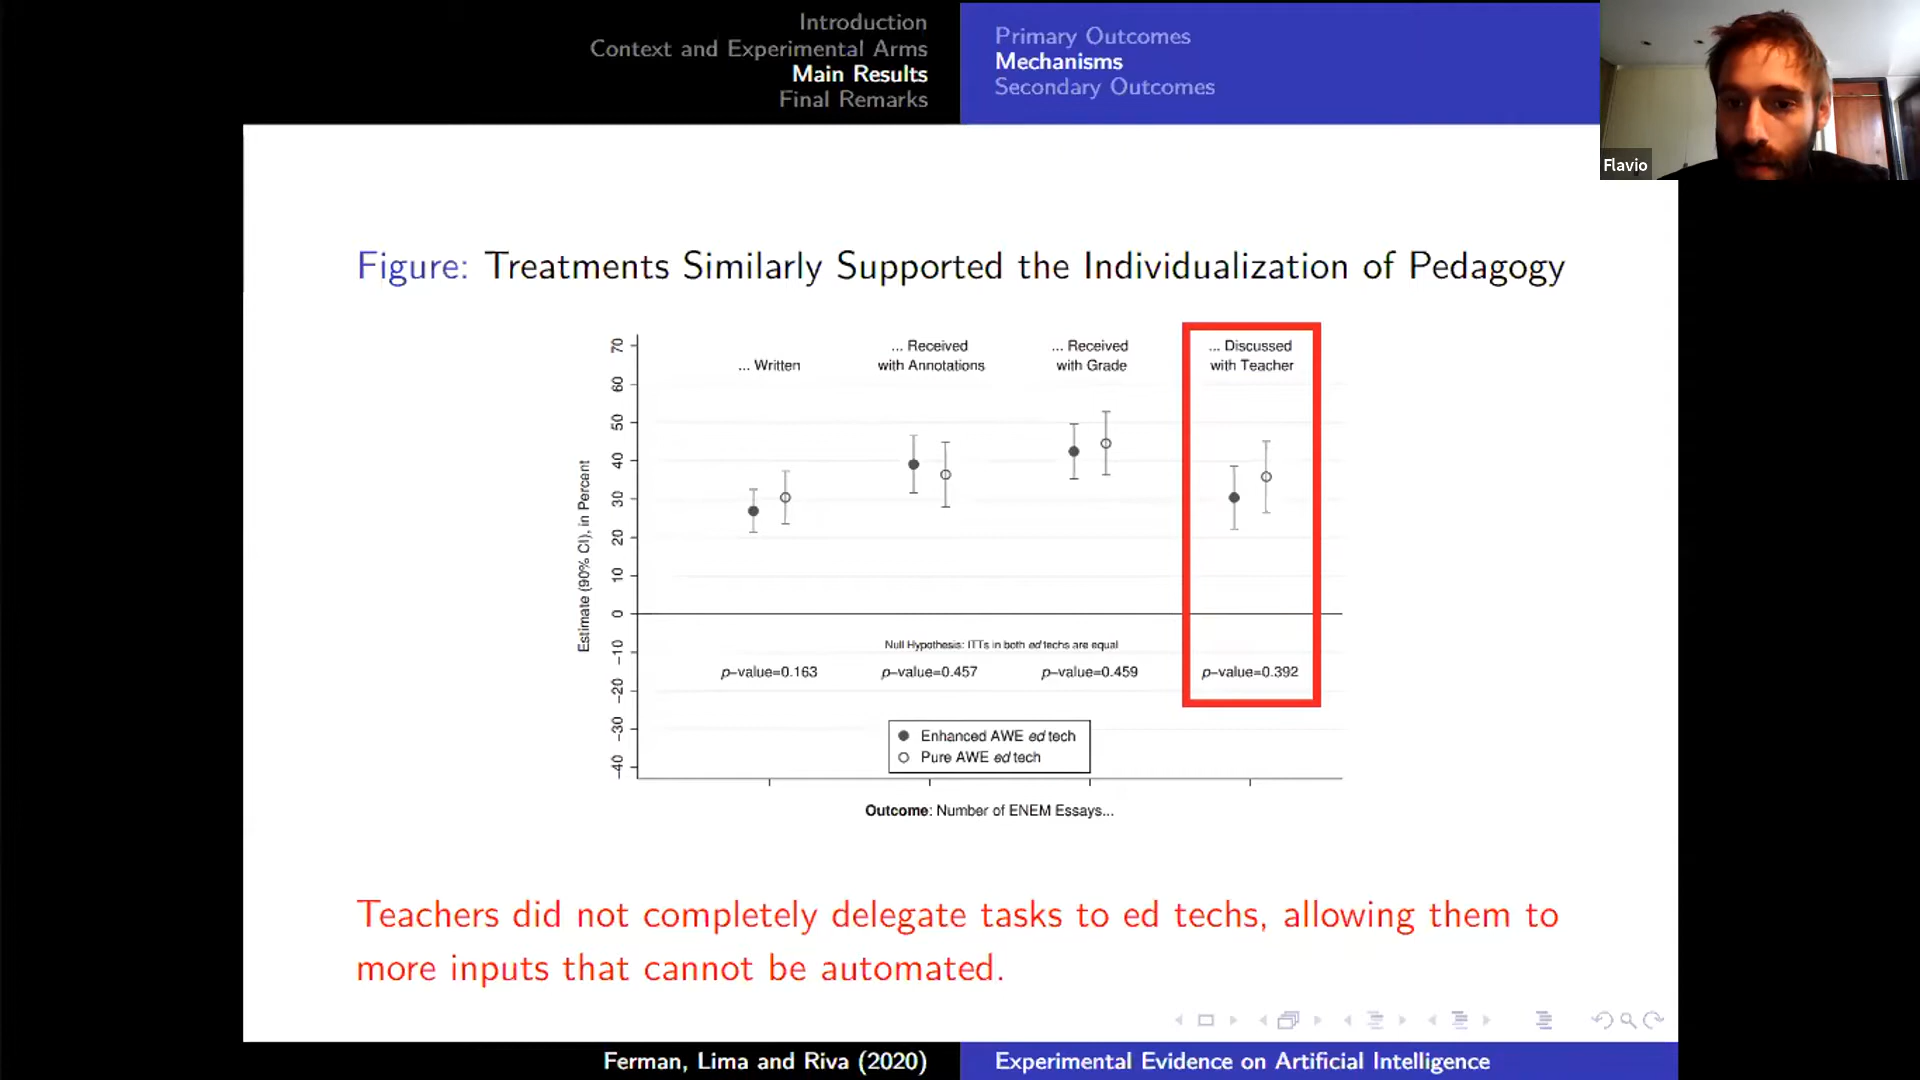 Introduction
Context and Experimental Arms
Main Results
Final Remarks
Primary Outcomes
Mechanisms
Secondary Outcomes
Flavio
Figure: Treatments Similarly Supported the Individualization of Pedagogy
... Written
... Received
with Annotations
... Received
with Grade
... Discussed
with Teacher
70
60
50
40
30
20
10
0
−10
−20
−30
−40
Estimate (90% CI), in Percent
Null Hypothesis: ITTs in both ed techs are equal
p−value=0.163
p−value=0.457
p−value=0.459
p−value=0.392
Enhanced AWE ed tech
Pure AWE ed tech
Outcome: Number of ENEM Essays...
Teachers did not completely delegate tasks to ed techs, allowing them to
more inputs that cannot be automated.
Ferman, Lima and Riva (2020)
Experimental Evidence on Artificial Intelligence